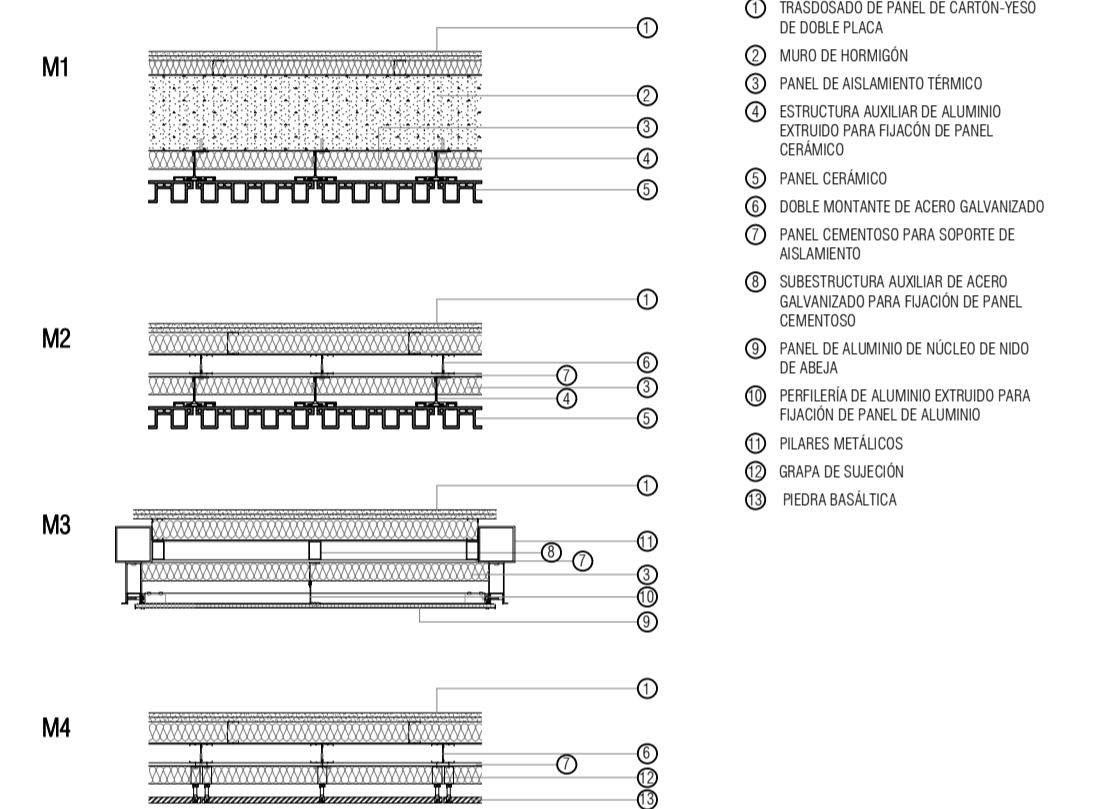 M1
1
2
3
4
5
M2
1
6
7
3
4
5
M3
1
11
8
7
3
10
9
M4
1
6
7
12
13
1 TRASDOSADO DE PANEL DE CARTÓN-YESO
DE DOBLE PLACA
2 MURO DE HORMIGÓN
3 PANEL DE AISLAMIENTO TÉRMICO
4 ESTRUCTURA AUXILIAR DE ALUMINIO
EXTRUIDO PARA FIJACÓN DE PANEL
CERÁMICO
5 PANEL CERÁMICO
6 DOBLE MONTANTE DE ACERO GALVANIZADO
7 PANEL CEMENTOSO PARA SOPORTE DE
AISLAMIENTO
8 SUBESTRUCTURA AUXILIAR DE ACERO
GALVANIZADO PARA FIJACIÓN DE PANEL
CEMENTOSO
9 PANEL DE ALUMINIO DE NÚCLEO DE NIDO
DE ABEJA
10 PERFILERÍA DE ALUMINIO EXTRUIDO PARA
FIJACIÓN DE PANEL DE ALUMINIO
11 PILARES METÁLICOS
12 GRAPA DE SUJECIÓN
13 PIEDRA BASÁLTICA